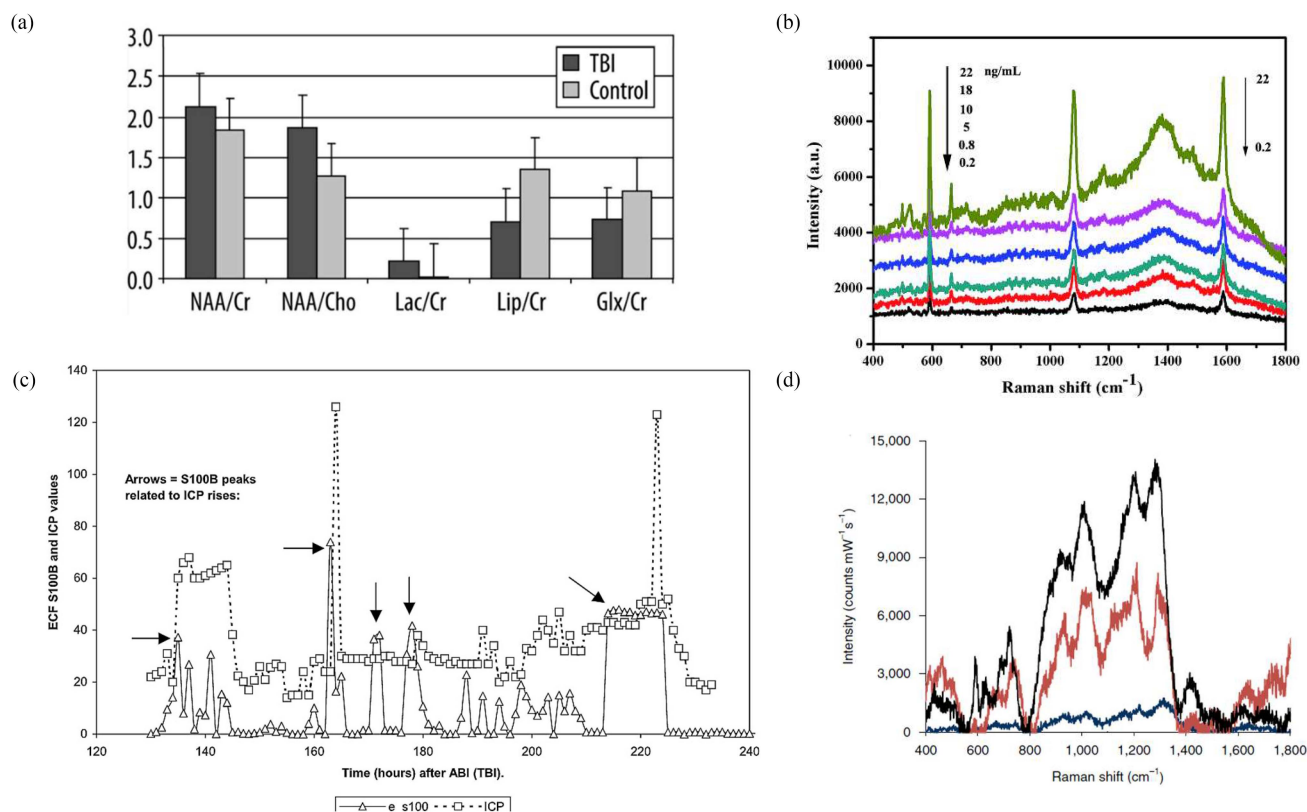 (a)
3.0
2.5
2.0
1.5
1.0
0.5
0.0
TBI
Control
NAA/Cr
NAA/Cho
Lac/Cr
Lip/Cr
Glx/Cr
(b)
10000
8000
6000
4000
2000
0
Intensity (a.u.)
22 ng/mL
18
10
5
0.8
0.2
22
0.2
400 600 800 1000 1200 1400 1600 1800
Raman shift (cm-1)
(c)
140
120
100
80
60
40
20
0
ECF S100B and ICP values
Arrows = S100B peaks
related to ICP rises:
120 140 160 180 200 220 240
Time (hours) after ABI (TBI).
e_s100 ICP
(d)
15,000
12,000
9,000
6,000
3,000
0
Intensity (counts mW−1 s−1)
400 600 800 1,000 1,200 1,400 1,600 1,800
Raman shift (cm−1)